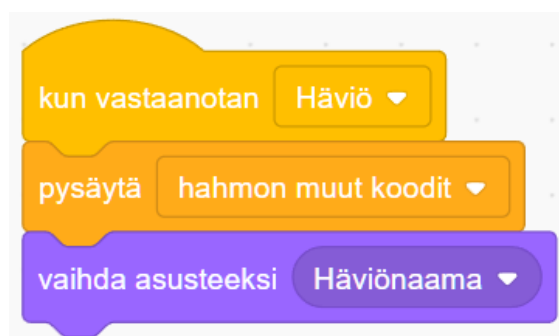 kun vastaanotan Häviö
pysäytä hahmon muut koodit
vaihda asusteeksi Häviönaama